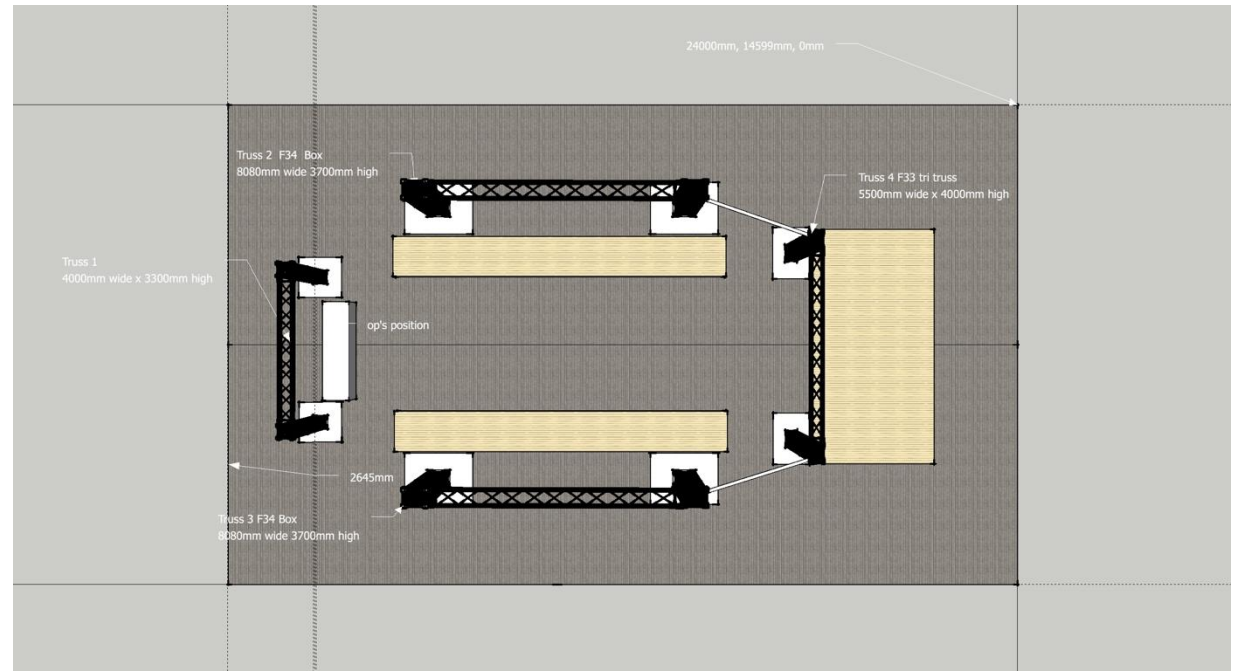 24000mm, 14599mm, 0mm
Truss 2  F34  Box
8080mm wide 3700mm high
Truss 4 F33 tri truss
5500mm wide x 4000mm high
Truss 1
4000mm wide x 3300mm high
op's position
2645mm
Truss 3 F34 Box
8080mm wide 3700mm high